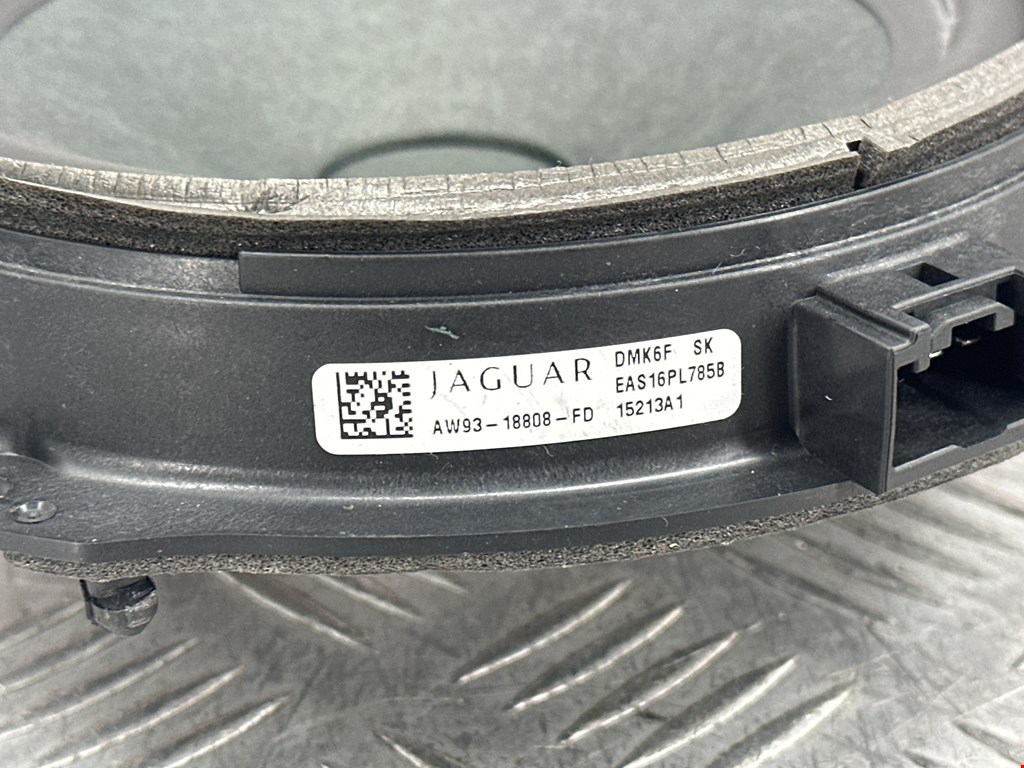 JAGUAR
AW93-18808-FD
DMK6F SK
EAS16PL785B
15213A1